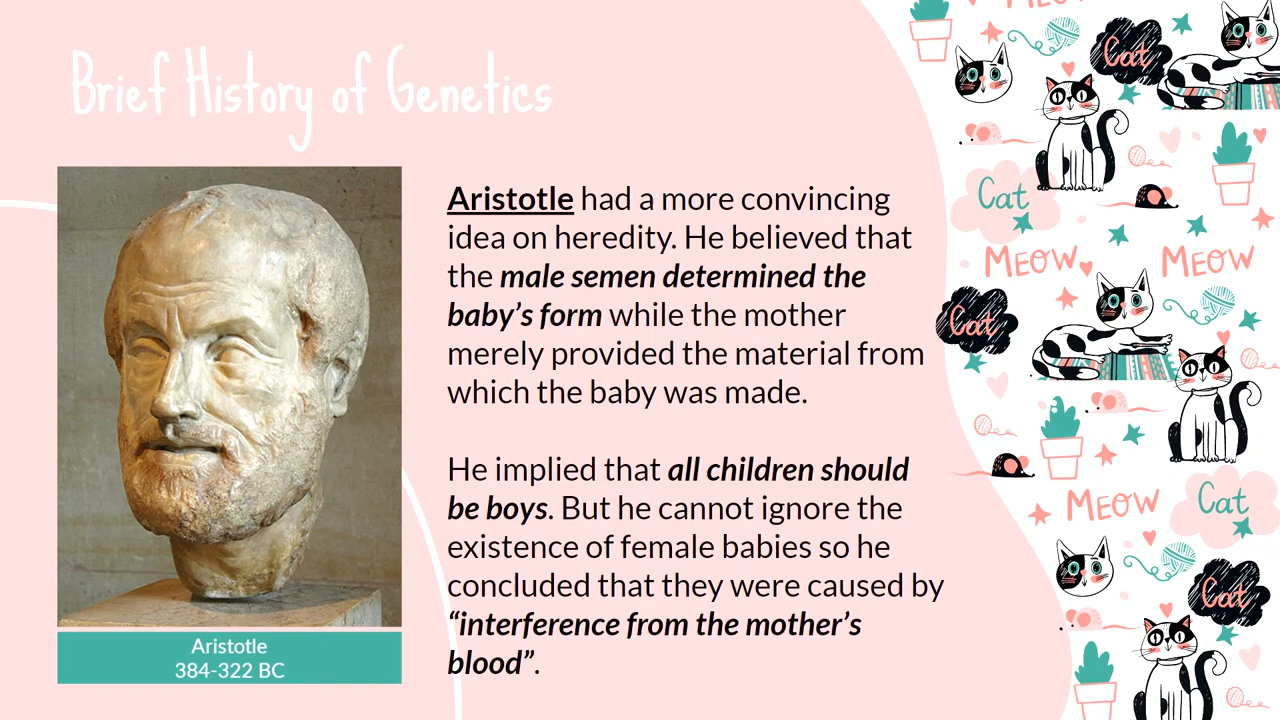 Brief History of Genetics
Aristotle had a more convincing
idea on heredity. He believed that
the male semen determined the
baby's form while the mother
merely provided the material from
which the baby was made.
He implied that all children should
be boys. But he cannot ignore the
existence of female babies so he
concluded that they were caused by
“interference from the mother's
blood”.
Aristotle
384-322 BC
MEOW
Cat
Cat
MEOW
MEOW
Cat
MEOW
Cat
Cat